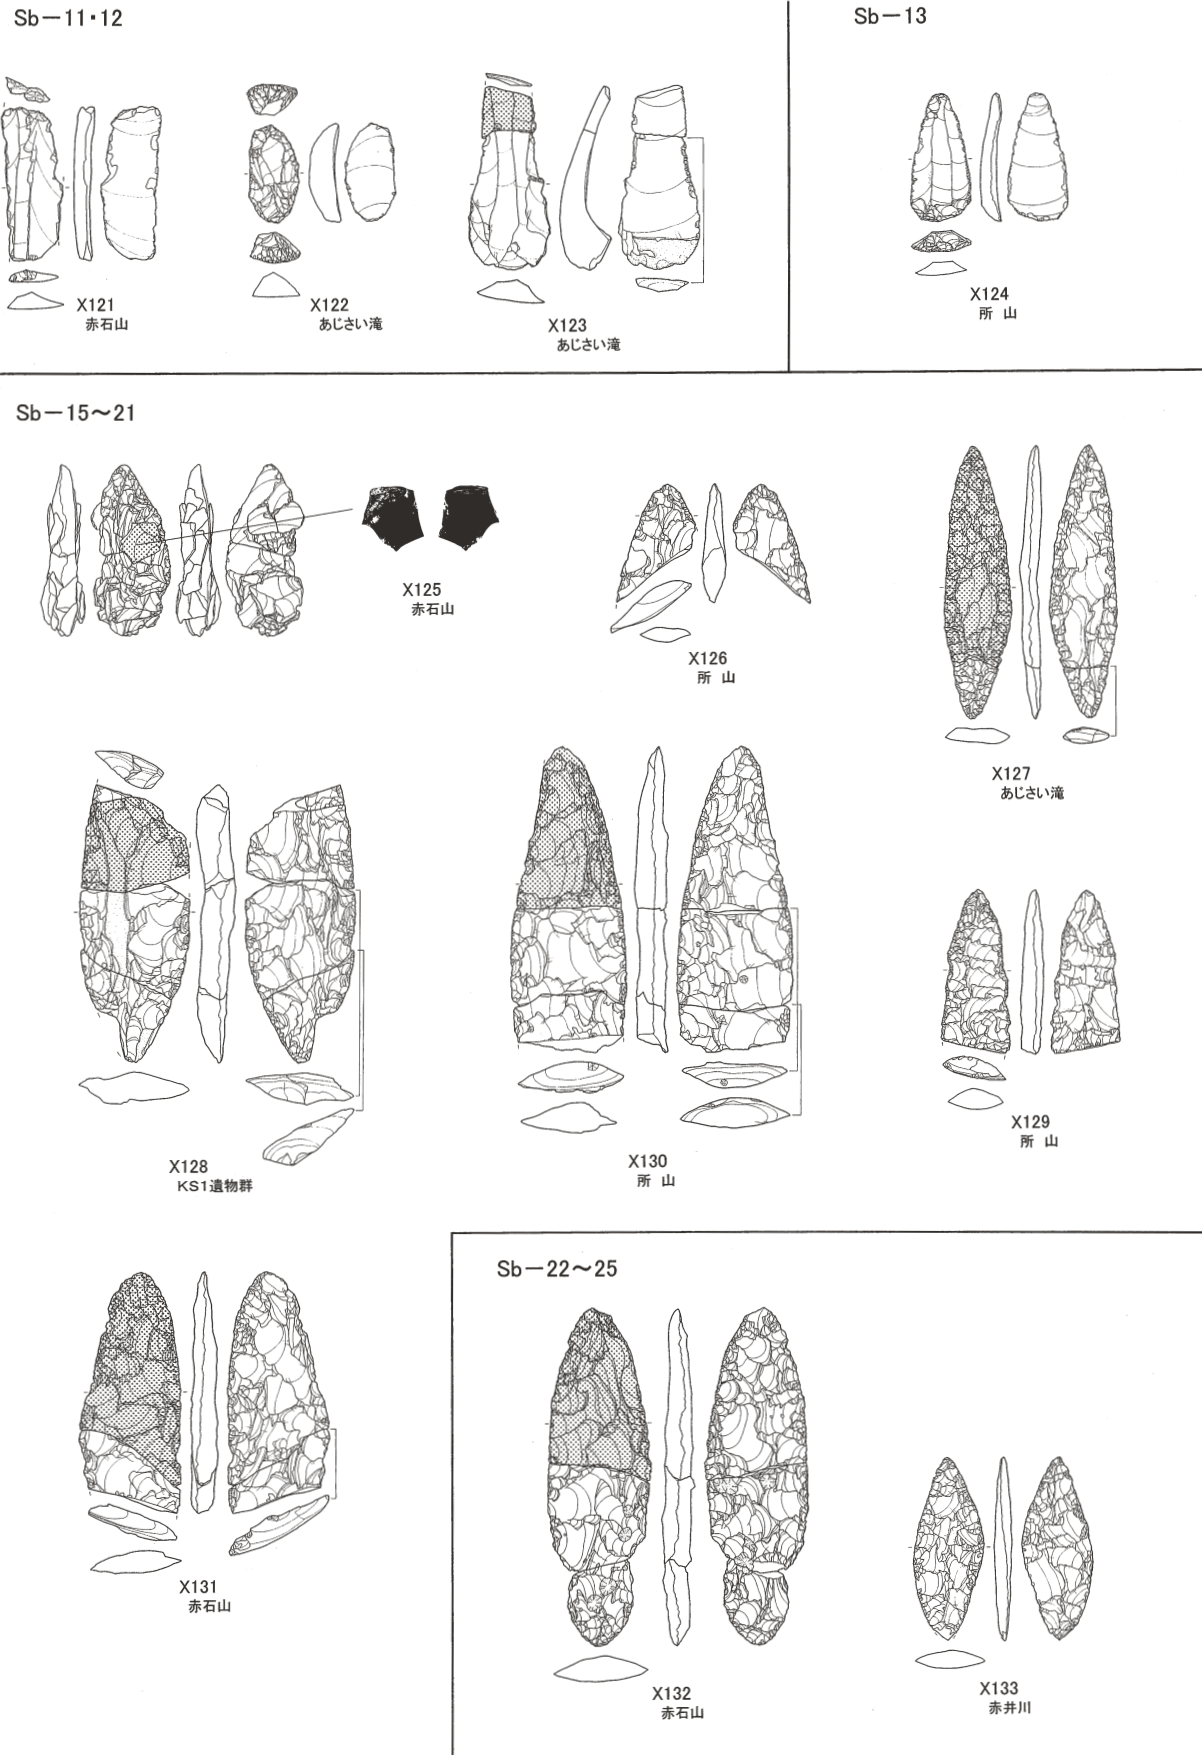 Sb－11・12
X121
赤石山
X122
あじさい滝
X123
あじさい滝
Sb－13
X124
所 山
Sb－15～21
X125
赤石山
X126
所 山
X127
あじさい滝
X128
KS1遺物群
X130
所 山
X129
所 山
X131
赤石山
Sb－22～25
X132
赤石山
X133
赤井川